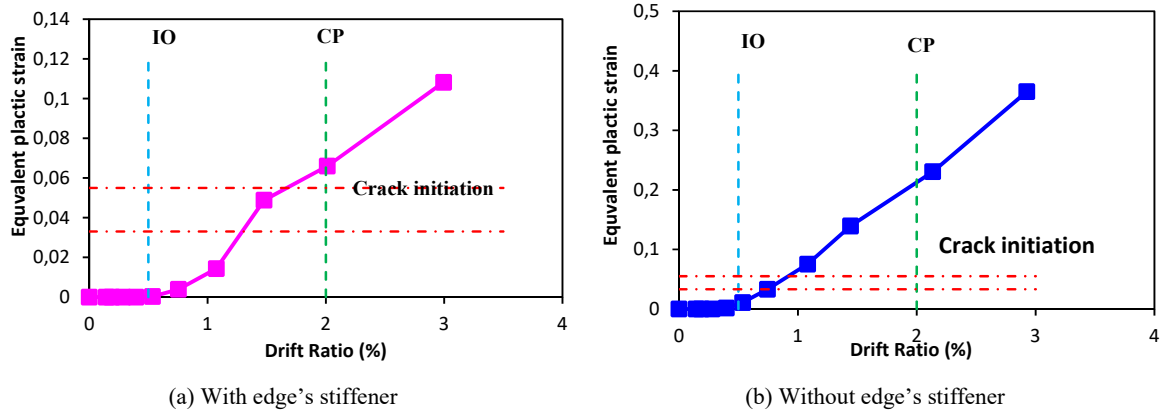 0,14
0,12
0,1
0,08
0,06
0,04
0,02
0
Equivalent plactic strain
IO
CP
Crack initiation
0 1 2 3 4
Drift Ratio (%)
(a) With edge’s stiffener
0,5
0,4
0,3
0,2
0,1
0
Equvalent plactic strain
IO
CP
Crack initiation
0 1 2 3 4
Drift Ratio (%)
(b) Without edge’s stiffener